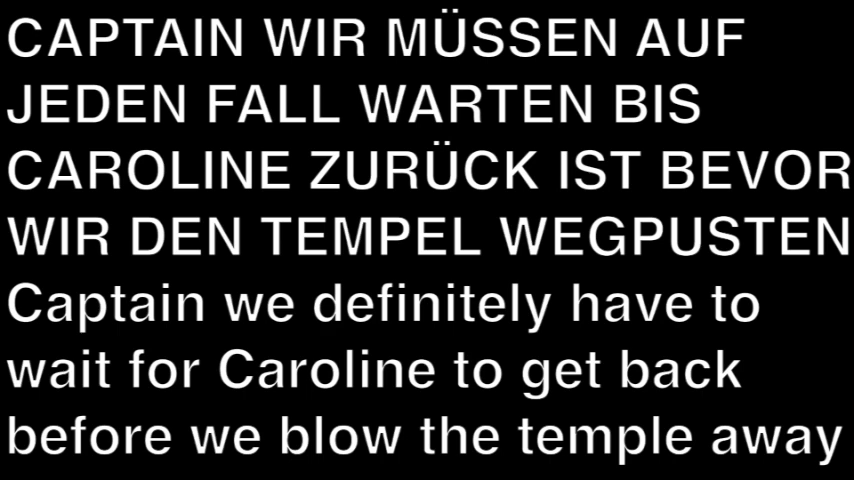 CAPTAIN WIR MÜSSEN AUF
JEDEN FALL WARTEN BIS
CAROLINE ZURÜCK IST BEVOR
WIR DEN TEMPEL WEGPUSTEN
Captain we definitely have to
wait for Caroline to get back
before we blow the temple away